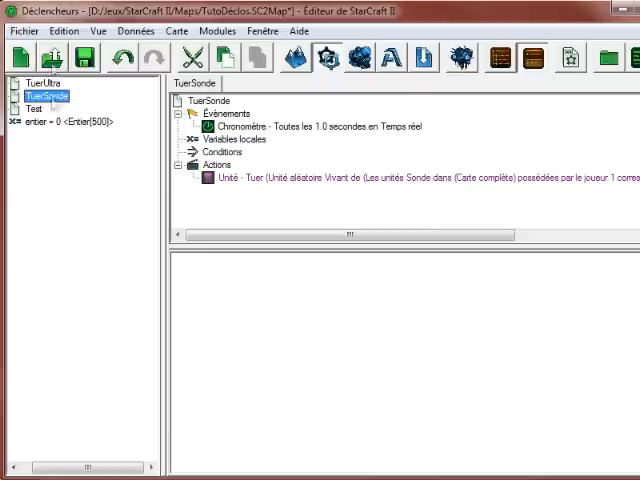 Déclencheurs - [D:/Jeux/StarCraft II/Maps/TutoDéclos.SC2Map*] - Éditeur de StarCraft II
Fichier Edition Vue Données Carte Modules Fenêtre Aide
TuerUltra
TuerSonde
Test
entier = 0 <Entier[500]>
TuerSonde
TuerSonde
Évènements
Chronomètre - Toutes les 1.0 secondes en Temps réel
Variables locales
Conditions
Actions
Unité - Tuer (Unité aléatoire Vivant de (Les unités Sonde dans (Carte complète) possédées par le joueur 1 corres